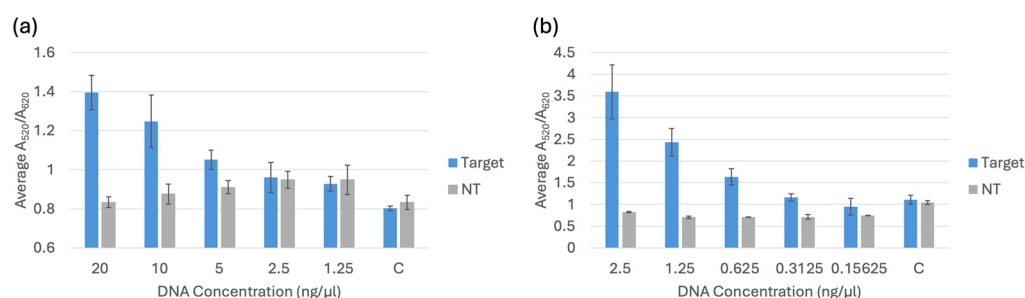 (a)
1.6
1.4
1.2
1
0.8
0.6
Average A520/A620
20 10 5 2.5 1.25 C
DNA Concentration (ng/µl)
Target
NT
(b)
4.5
4
3.5
3
2.5
2
1.5
1
0.5
0
Average A520/A620
2.5 1.25 0.625 0.3125 0.15625 C
DNA Concentration (ng/µl)
Target
NT